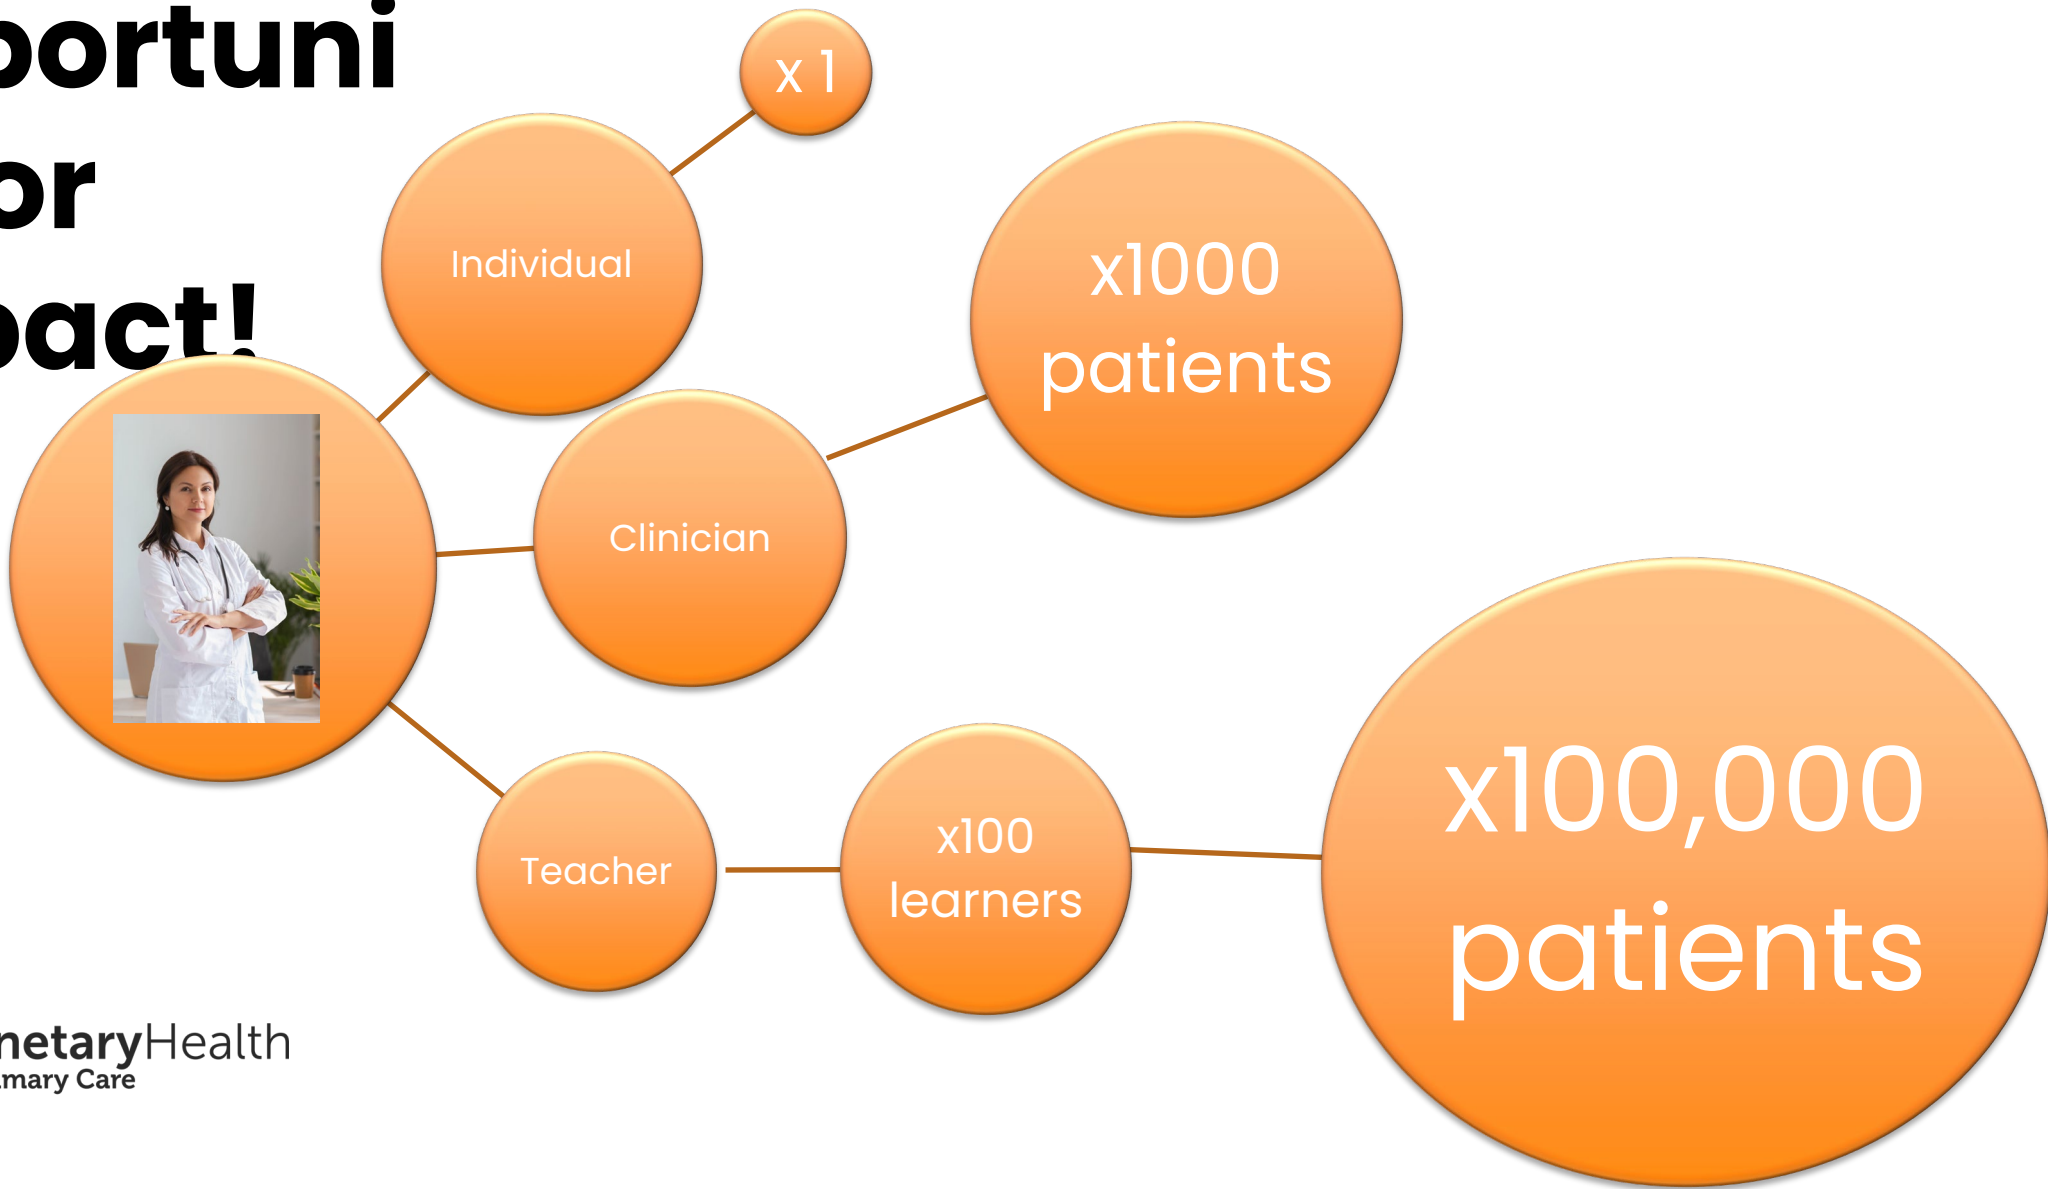 portuni
or
pact!
x 1
Individual
x1000
patients
Clinician
Teacher
x100
learners
x100,000
patients
netaryHealth
mary Care